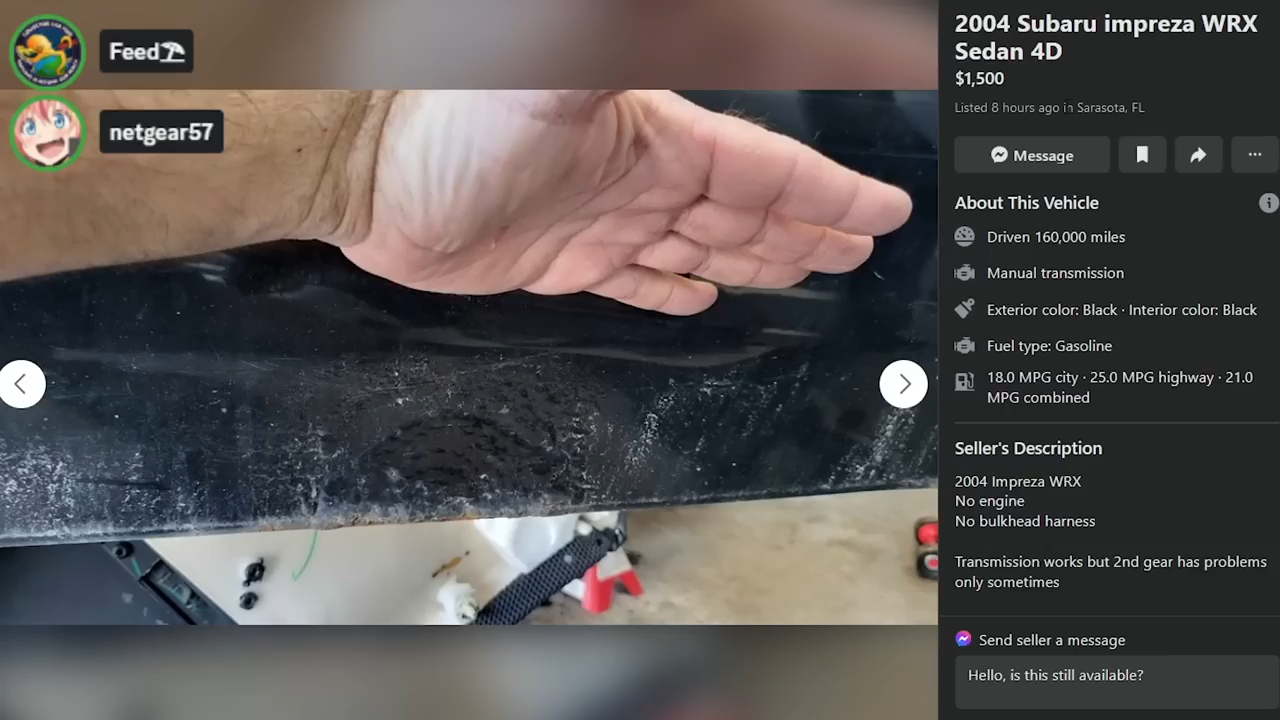 Feed
netgear57
2004 Subaru impreza WRX
Sedan 4D
$1,500
Listed 8 hours ago in Sarasota, FL
Message
About This Vehicle
Driven 160,000 miles
Manual transmission
Exterior color: Black · Interior color: Black
Fuel type: Gasoline
18.0 MPG city · 25.0 MPG highway · 21.0
MPG combined
Seller's Description
2004 Impreza WRX
No engine
No bulkhead harness
Transmission works but 2nd gear has problems
only sometimes
Send seller a message
Hello, is this still available?